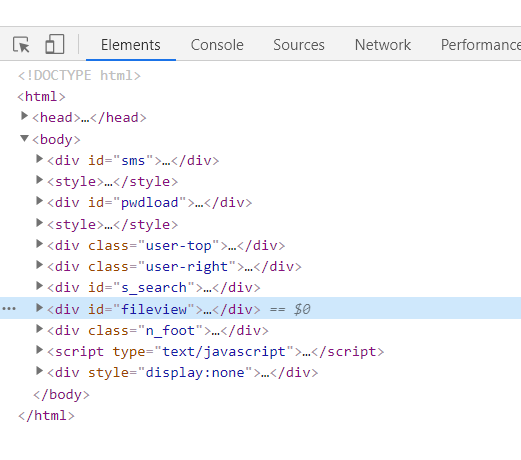 Elements Console Sources Network Performance
<!DOCTYPE html>
<html>
<head>…</head>
<body>
<div id="sms">…</div>
<style>…</style>
<div id="pwdload">…</div>
<style>…</style>
<div class="user-top">…</div>
<div class="user-right">…</div>
<div id="s_search">…</div>
<div id="fileview">…</div> == $0
<div class="n_foot">…</div>
<script type="text/javascript">…</script>
<div style="display:none">…</div>
</body>
</html>